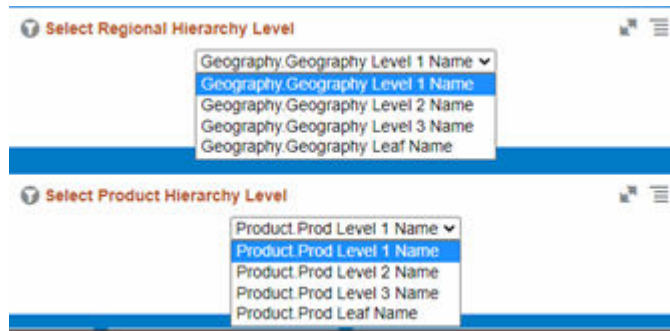 Select Regional Hierarchy Level
Geography.Geography Level 1 Name
Geography.Geography Level 1 Name
Geography.Geography Level 2 Name
Geography.Geography Level 3 Name
Geography.Geography Leaf Name
Select Product Hierarchy Level
Product.Prod Level 1 Name
Product.Prod Level 1 Name
Product.Prod Level 2 Name
Product.Prod Level 3 Name
Product.Prod Leaf Name